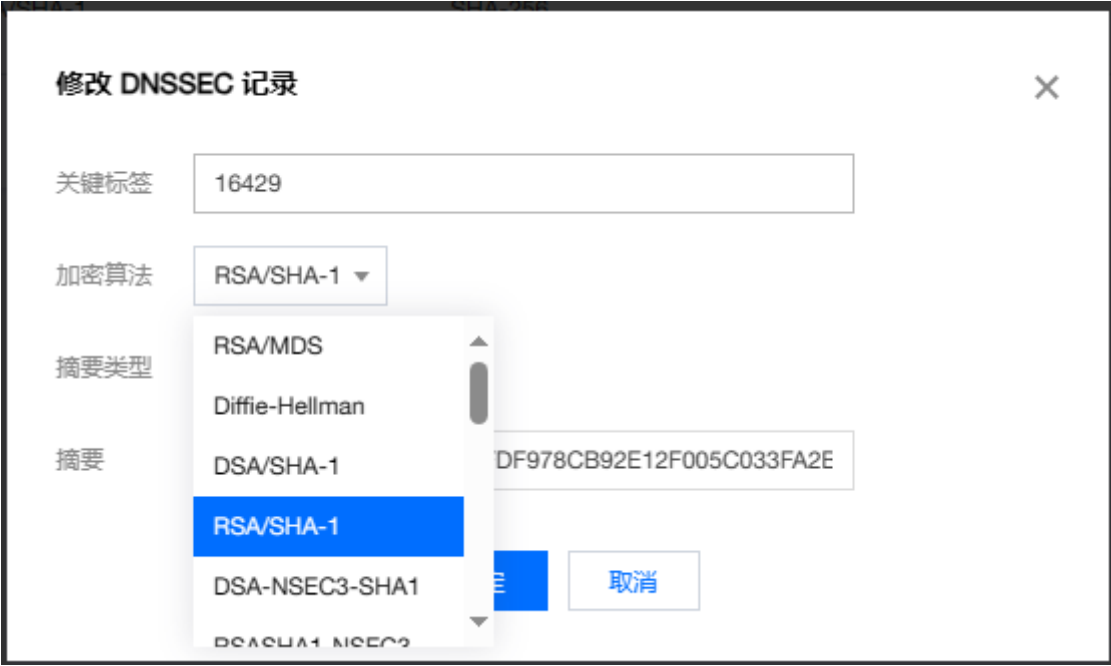 修改 DNSSEC 记录
关键标签 16429
加密算法 RSA/SHA-1
RSA/MDS
摘要类型
Diffie-Hellman
摘要 DSA/SHA-1 DF978CB92E12F005C033FA2E
RSA/SHA-1
DSA-NSEC3-SHA1
取消
RSASHA1-NSEC3